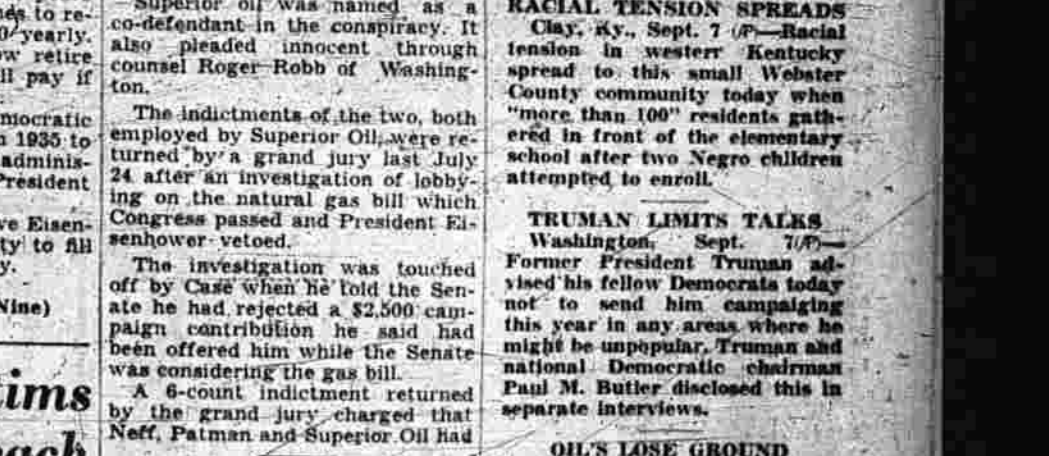 nes to re-
0 yearly.
ow retire
ll pay if
mocratic
n 1935 to
adminis-
President
ve Eisen-
ty to fill
y.
Nine)
ims
each
Superior oil was named as a
co-defendant in the conspiracy. It
also pleaded innocent through
counsel Roger Robb of Washing-
ton.
The indictments of the two, both
employed by Superior Oil, were re-
turned by a grand jury last July
24 after an investigation of lobby-
ing on the natural gas bill which
Congress passed and President Ei-
senhower vetoed.
The investigation was touched
off by Case when he told the Sen-
ate he had rejected a $2,500 cam-
paign contribution he said had
been offered him while the Senate
was considering the gas bill.
A 6-count indictment returned
by the grand jury charged that
Neff, Patman and Superior Oil had
RACIAL TENSION SPREADS
Clay, Ky., Sept. 7 (AP)—Racial
tension in western Kentucky
spread to this small Webster
County community today when
"more than 100" residents gath-
ered in front of the elementary
school after two Negro children
attempted to enroll.
TRUMAN LIMITS TALKS
Washington, Sept. 7(AP)—
Former President Truman ad-
vised his fellow Democrats today
not to send him campaigning
this year in any areas where he
might be unpopular. Truman and
national Democratic chairman
Paul M. Butler disclosed this in
separate interviews.
OIL'S LOSE GROUND